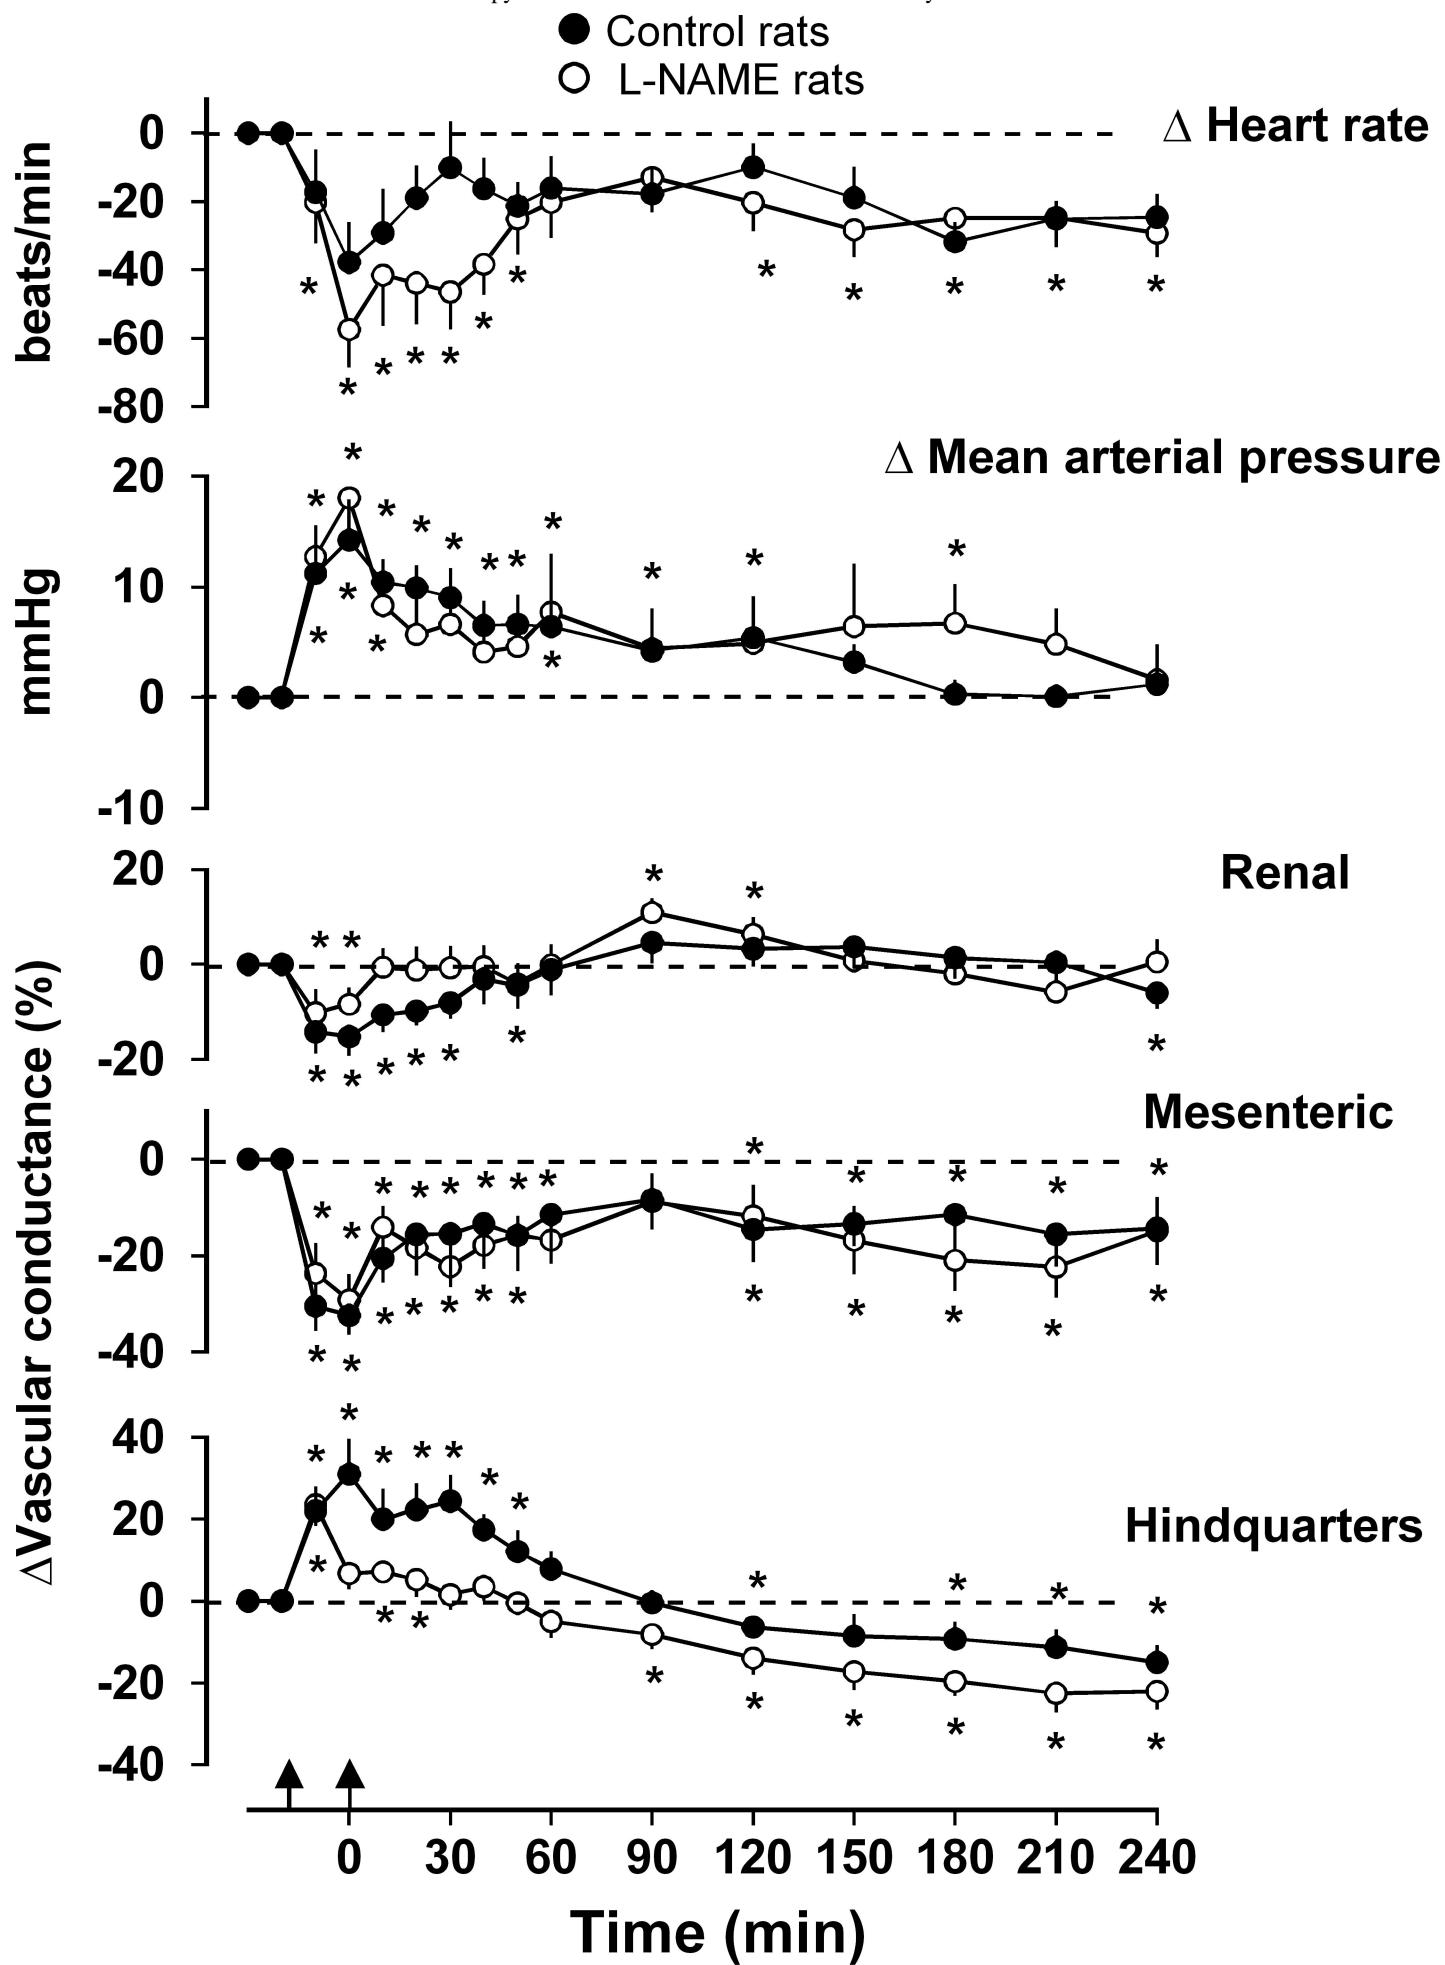 Control rats
L-NAME rats
Δ Heart rate
beats/min
0
-20
-40
-60
-80
* * * * * * * * * * * *
Δ Mean arterial pressure
mmHg
20
10
0
-10
* * * * * * * * * * *
* * * *
ΔVascular conductance (%)
Renal
20
0
-20
* * * *
* * * * * * *
Mesenteric
0
-20
-40
* * * * * * * * * * * * *
* * * * * * * * * * * *
Hindquarters
40
20
0
-20
-40
* * * * * * * * * * *
* * * * * * * * *
0 30 60 90 120 150 180 210 240
Time (min)